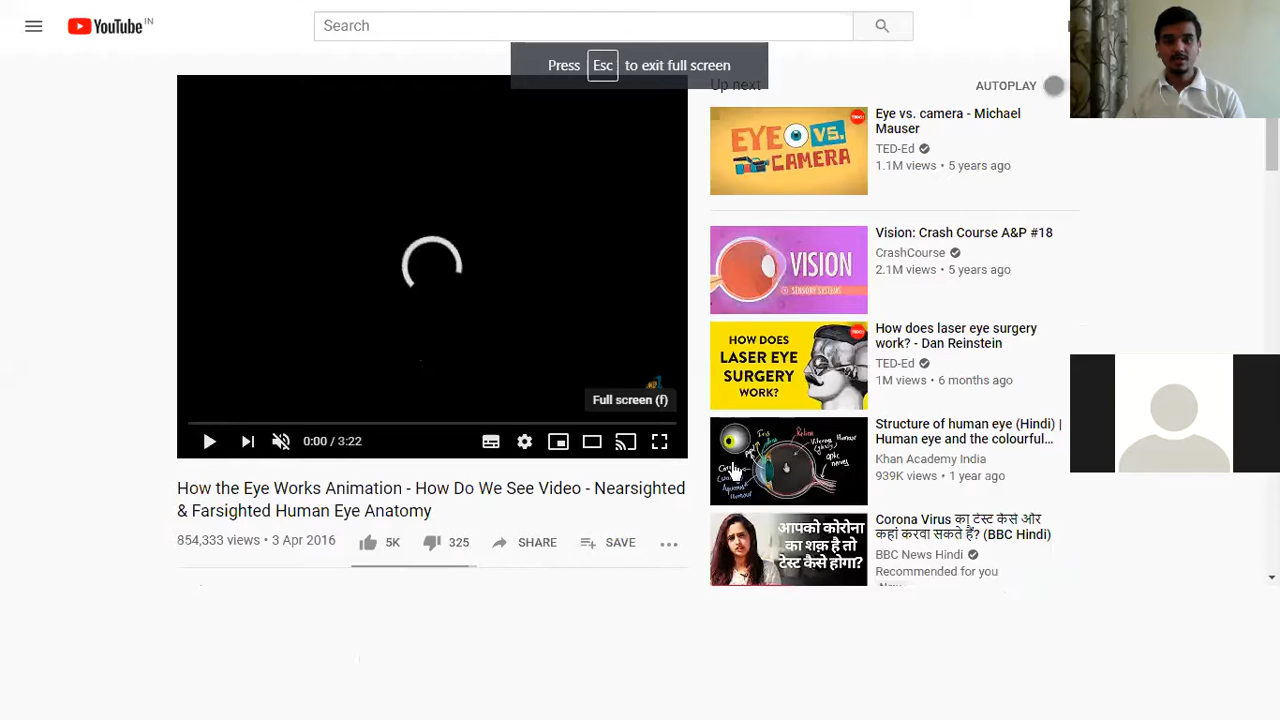 YouTube IN
Search
Press Esc to exit full screen
Up next
AUTOPLAY
EYE VS. CAMERA
Eye vs. camera - Michael
Mauser
TED-Ed
1.1M views • 5 years ago
VISION
SENSORY SYSTEMS
Vision: Crash Course A&P #18
CrashCourse
2.1M views • 5 years ago
HOW DOES
LASER EYE
SURGERY
WORK?
How does laser eye surgery
work? - Dan Reinstein
TED-Ed
1M views • 6 months ago
Iris
Retina
Structure of human eye (Hindi) |
Human eye and the colourful...
Khan Academy India
939K views • 1 year ago
आपको कोरोना
का शक़ है तो
टेस्ट कैसे होगा?
Corona Virus का टेस्ट कैसे और
कहां करवा सकते हैं? (BBC Hindi)
BBC News Hindi
Recommended for you
Full screen (f)
0:00 / 3:22
How the Eye Works Animation - How Do We See Video - Nearsighted
& Farsighted Human Eye Anatomy
854,333 views • 3 Apr 2016
5K
325
SHARE
SAVE